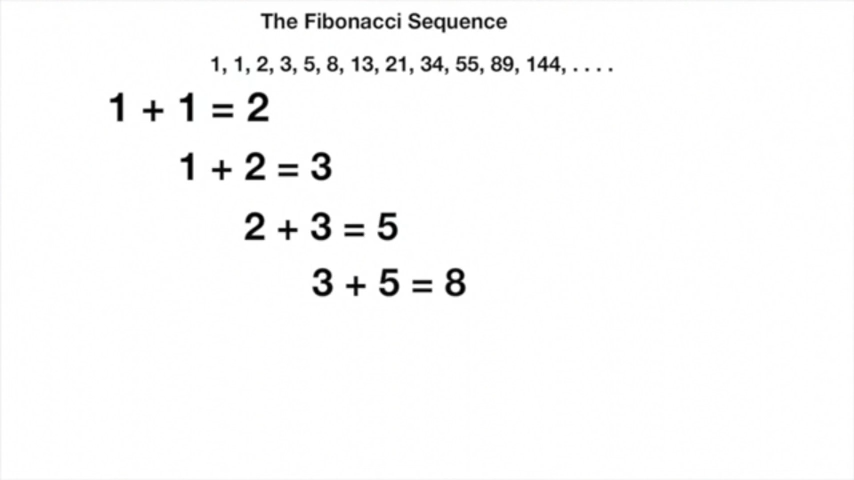 The Fibonacci Sequence
1, 1, 2, 3, 5, 8, 13, 21, 34, 55, 89, 144, . . . .
1 + 1 = 2
1 + 2 = 3
2 + 3 = 5
3 + 5 = 8